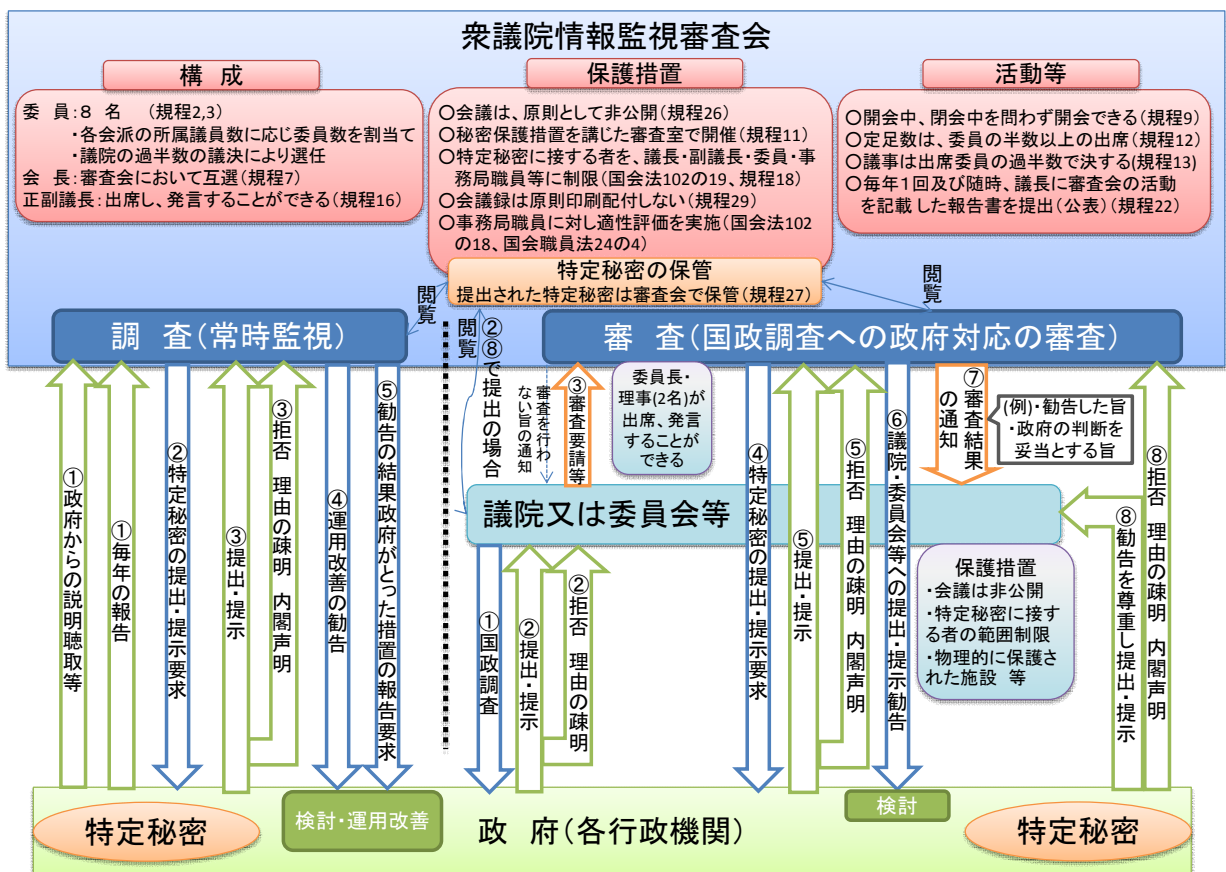 衆議院情報監視審査会
構 成
委 員:8 名 (規程2,3)
・各会派の所属議員数に応じ委員数を割当て
・議院の過半数の議決により選任
会 長:審査会において互選(規程7)
正副議長:出席し、発言することができる(規程16)
保護措置
○会議は、原則として非公開(規程26)
○秘密保護措置を講じた審査室で開催(規程11)
○特定秘密に接する者を、議長・副議長・委員・事
務局職員等に制限(国会法102の19、規程18)
○会議録は原則印刷配付しない(規程29)
○事務局職員に対し適性評価を実施(国会法102
の18、国会職員法24の4)
活動等
○開会中、閉会中を問わず開会できる(規程9)
○定足数は、委員の半数以上の出席(規程12)
○議事は出席委員の過半数で決する(規程13)
○毎年1回及び随時、議長に審査会の活動
を記載した報告書を提出(公表)(規程22)
特定秘密の保管
提出された特定秘密は審査会で保管(規程27)
閲覧
閲覧
調 査(常時監視)
審 査(国政調査への政府対応の審査)
①政府からの説明聴取等
①毎年の報告
②特定秘密の提出・提示要求
③提出・提示
③拒否 理由の疎明 内閣声明
④運用改善の勧告
⑤勧告の結果政府がとった措置の報告要求
②⑧で提出の場合
閲覧
審査を行わ
ない旨の通知
③審査要請等
委員長・
理事(2名)が
出席、発言
することが
できる
④特定秘密の提出・提示要求
⑤提出・提示
⑤拒否 理由の疎明 内閣声明
⑥議院・委員会等への提出・提示勧告
⑦審査結果
の通知
(例)・勧告した旨
・政府の判断を
妥当とする旨
⑧勧告を尊重し提出・提示
⑧拒否 理由の疎明 内閣声明
議院又は委員会等
①国政調査
②提出・提示
②拒否 理由の疎明
保護措置
・会議は非公開
・特定秘密に接す
る者の範囲制限
・物理的に保護さ
れた施設 等
特定秘密
検討・運用改善
政 府(各行政機関)
検討
特定秘密